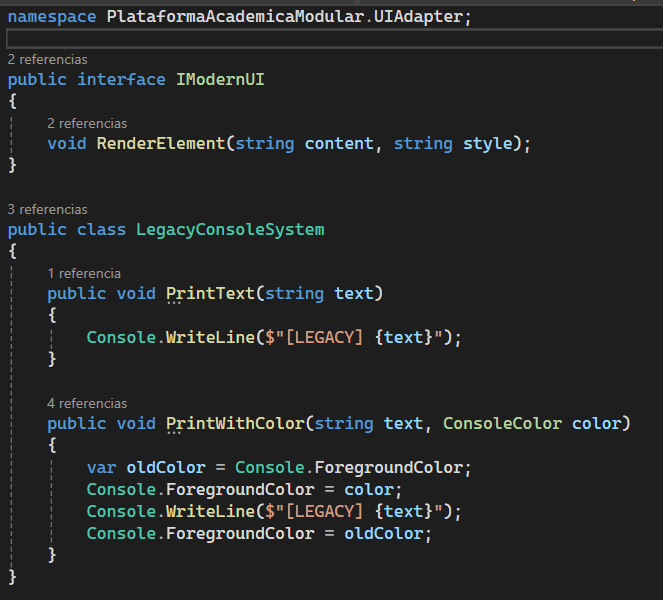 namespace PlataformaAcademicaModular.UIAdapter;
2 referencias
public interface IModernUI
{
2 referencias
void RenderElement(string content, string style);
}
3 referencias
public class LegacyConsoleSystem
{
1 referencia
public void PrintText(string text)
{
Console.WriteLine($"[LEGACY] {text}");
}
4 referencias
public void PrintWithColor(string text, ConsoleColor color)
{
var oldColor = Console.ForegroundColor;
Console.ForegroundColor = color;
Console.WriteLine($"[LEGACY] {text}");
Console.ForegroundColor = oldColor;
}
}